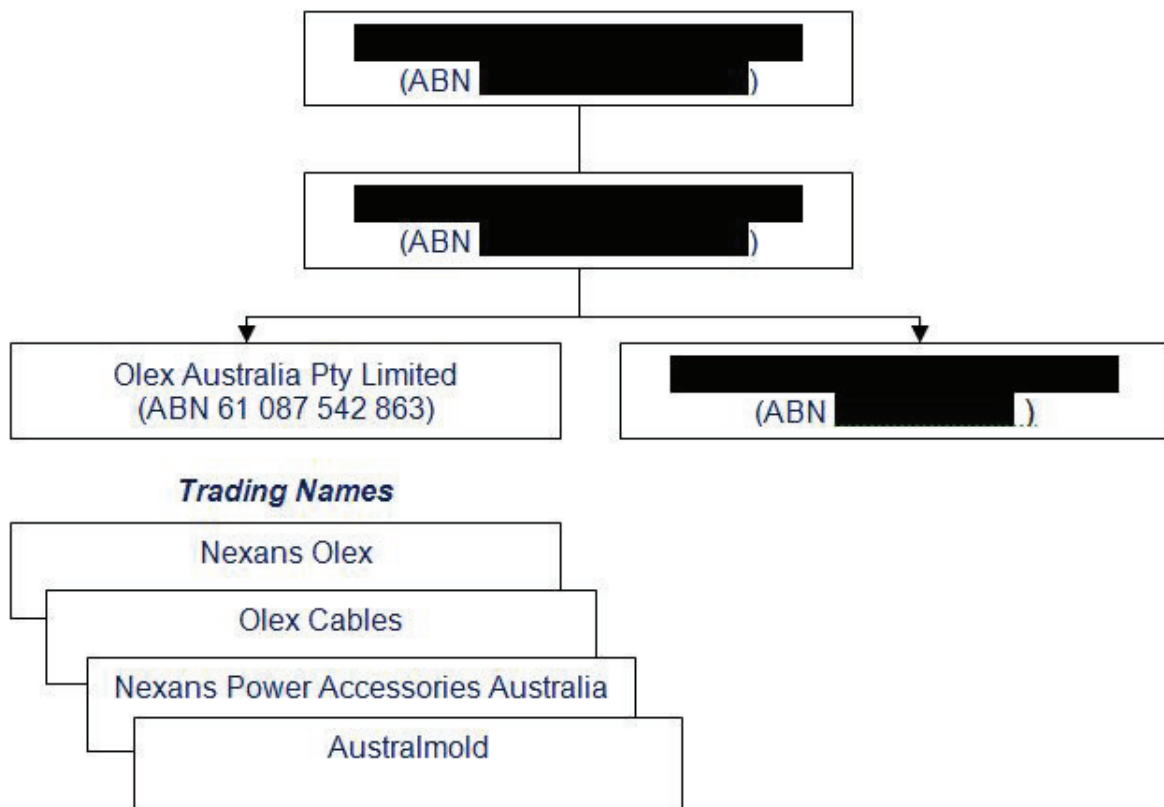 (ABN )
(ABN )
Olex Australia Pty Limited
(ABN 61 087 542 863)
(ABN )
Trading Names
Nexans Olex
Olex Cables
Nexans Power Accessories Australia
Australmold